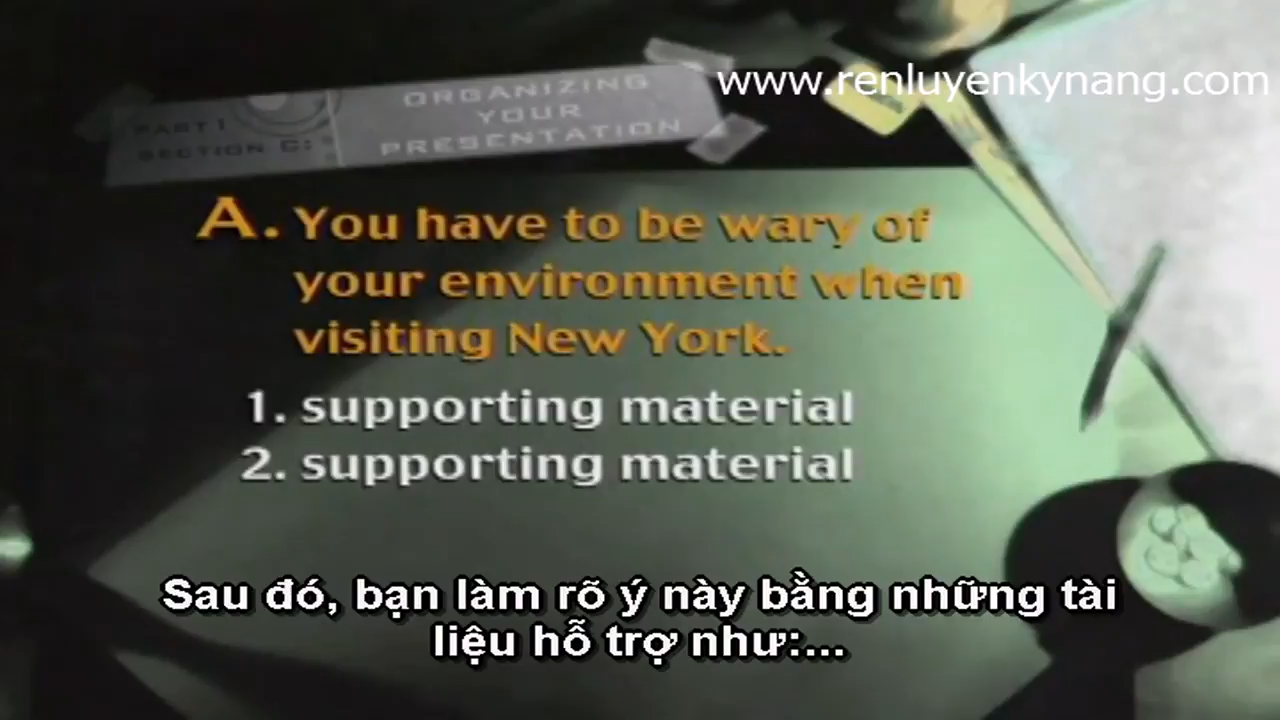 www.renluyenkynang.com
ORGANIZING
YOUR
PRESENTATION
PART I
SECTION C:
A. You have to be wary of
your environment when
visiting New York.
1. supporting material
2. supporting material
Sau đó, bạn làm rõ ý này bằng những tài
liệu hỗ trợ như:...